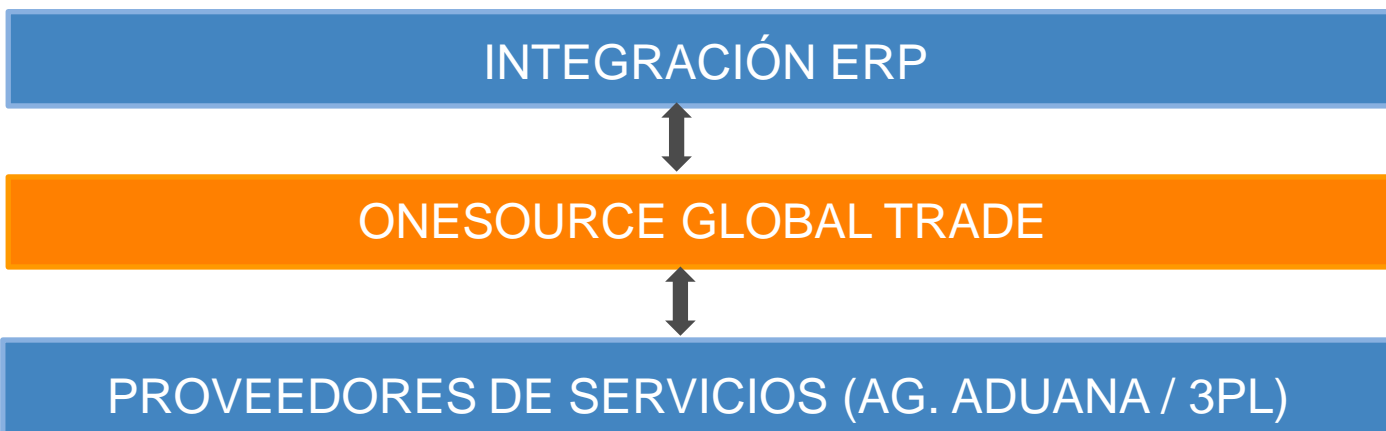 INTEGRACIÓN ERP
ONESOURCE GLOBAL TRADE
PROVEEDORES DE SERVICIOS (AG. ADUANA / 3PL)